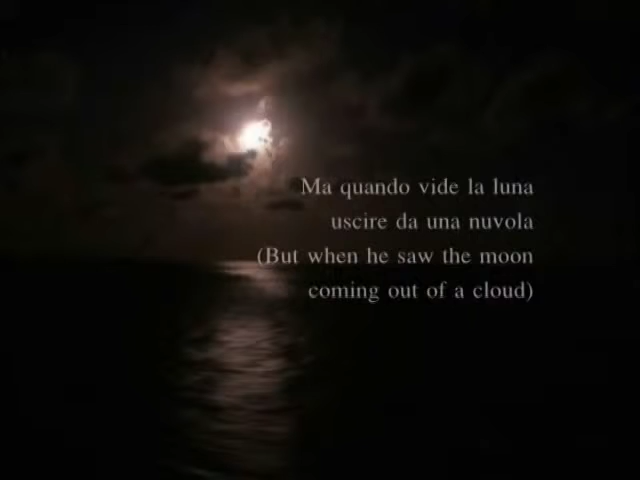 Ma quando vide la luna
uscire da una nuvola
(But when he saw the moon
coming out of a cloud)